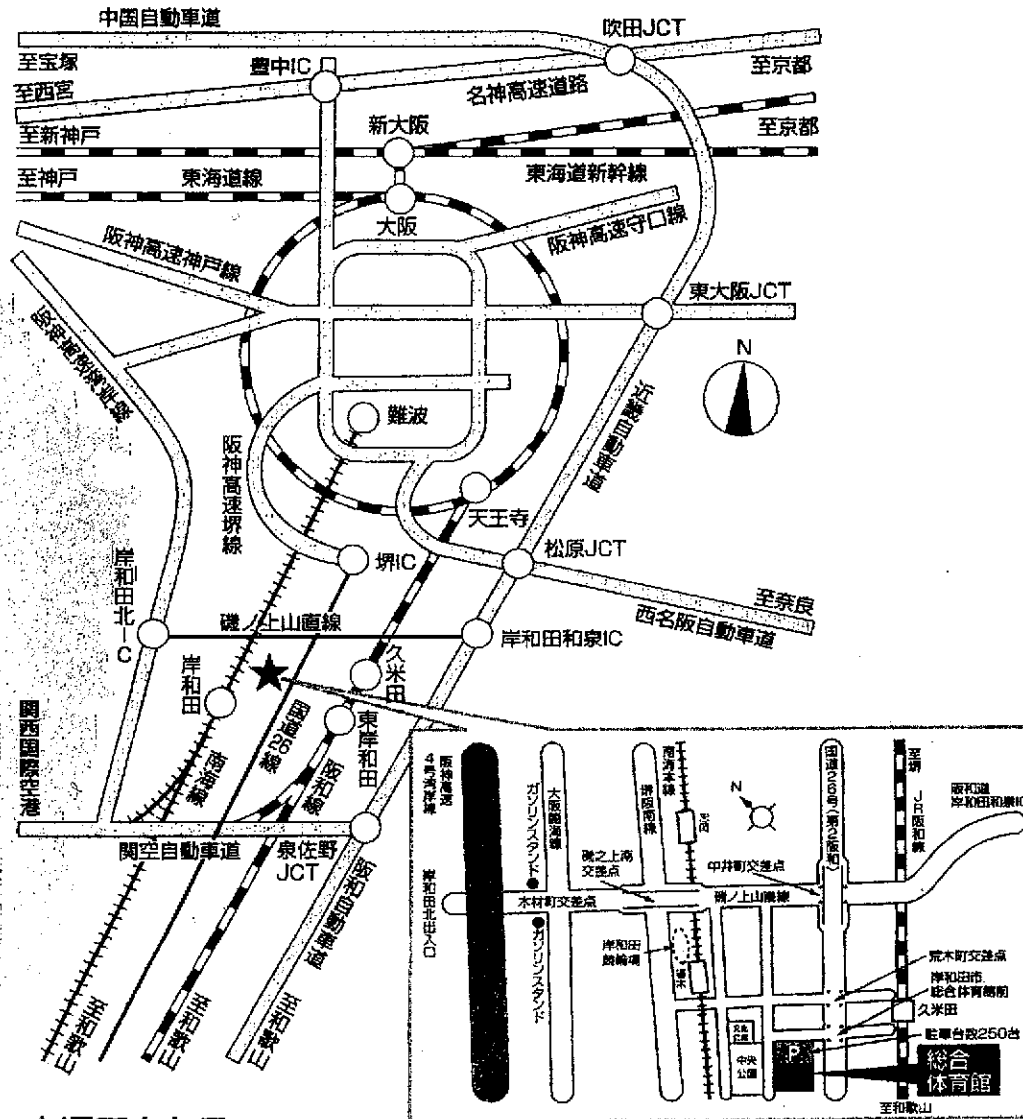 中国自動車道
吹田JCT
至宝塚
豊中IC
至京都
至西宮
名神高速道路
新大阪
至新神戸
至京都
至神戸
東海道線
東海道新幹線
大阪
阪神高速神戸線
阪神高速守口線
東大阪JCT
N
近畿自動車道
難波
阪神高速堺線
天王寺
松原JCT
堺IC
至奈良
西名阪自動車道
岸和田北IC
磯ノ上山直線
岸和田和泉IC
岸和田
久米田
東岸和田
関西国際空港
国道26線
南海線
阪和線
関空自動車道
泉佐野
JCT
阪和自動車道
至和歌山
至和歌山
至和歌山
阪神高速
4号湾岸線
大阪臨海線
ガソリンスタンド
堺阪南線
南海本線
N
国道26号(第2阪和)
至堺
JR阪和線
阪和道
岸和田和泉IC
磯之上南
交差点
中井町交差点
岸和田北出入口
木材町交差点
磯ノ上山直線
ガソリンスタンド
岸和田
競輪場
春木
荒木町交差点
岸和田市
総合体育館前
久米田
駐車台数250台
P
中央
公園
総合
体育館
至和歌山